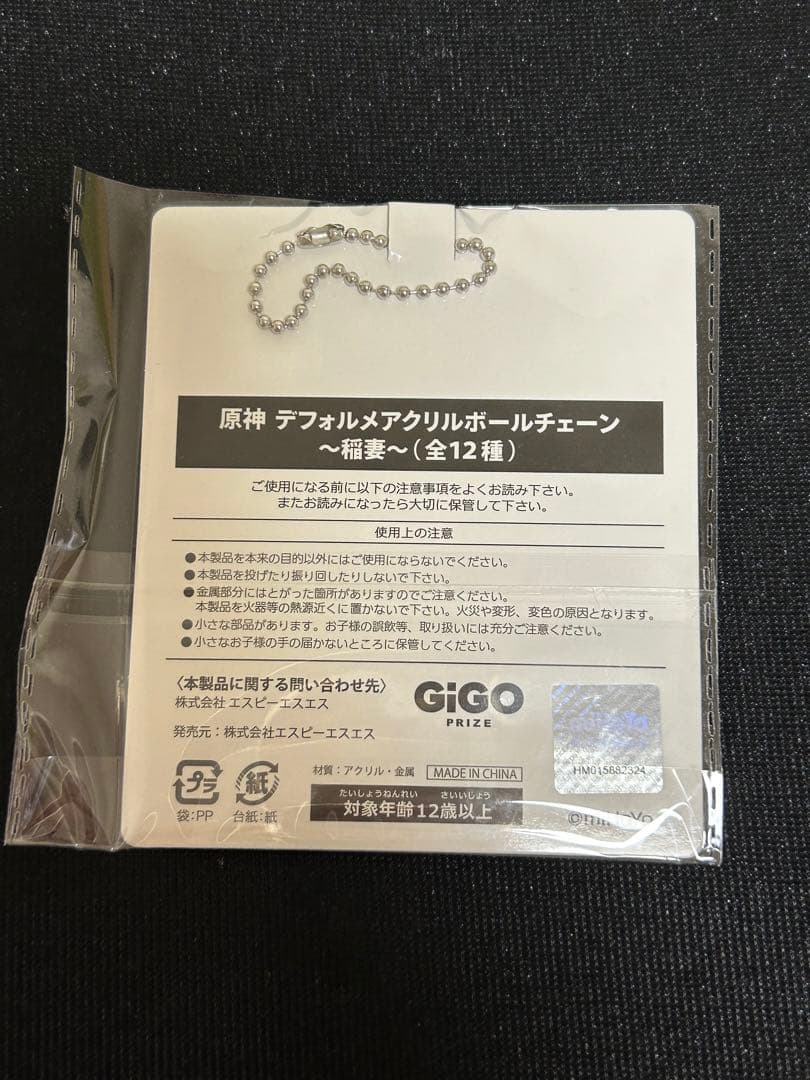 原神 デフォルメアクリルボールチェーン
～稲妻～(全12種)
ご使用になる前に以下の注意事項をよくお読み下さい。
またお読みになったら大切に保管して下さい。
使用上の注意
●本製品を本来の目的以外にはご使用にならないでください。
●本製品を投げたり振り回したりしないで下さい。
●金属部分にはとがった箇所がありますのでご注意ください。
本製品を火器等の熱源近くに置かないで下さい。火災や変形、変色の原因となります。
●小さな部品があります。お子様の誤飲等、取り扱いには充分ご注意ください。
●小さなお子様の手の届かないところに保管してください。
〈本製品に関する問い合わせ先〉
株式会社 エスピーエスエス
発売元：株式会社エスピーエスエス
GiGO
PRIZE
HM015882324
プラ
袋:PP
紙
台紙:紙
材質：アクリル・金属
MADE IN CHINA
たいしょうねんれい さいいじょう
対象年齢12歳以上